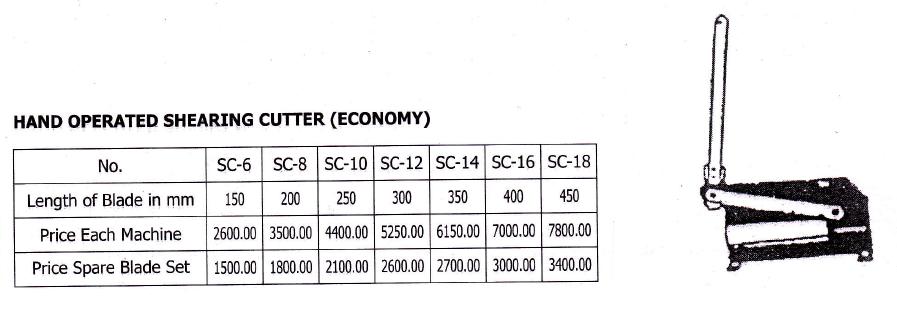 HAND OPERATED SHEARING CUTTER (ECONOMY)
No. SC-6 SC-8 SC-10 SC-12 SC-14 SC-16 SC-18
Length of Blade in mm 150 200 250 300 350 400 450
Price Each Machine 2600.00 3500.00 4400.00 5250.00 6150.00 7000.00 7800.00
Price Spare Blade Set 1500.00 1800.00 2100.00 2600.00 2700.00 3000.00 3400.00